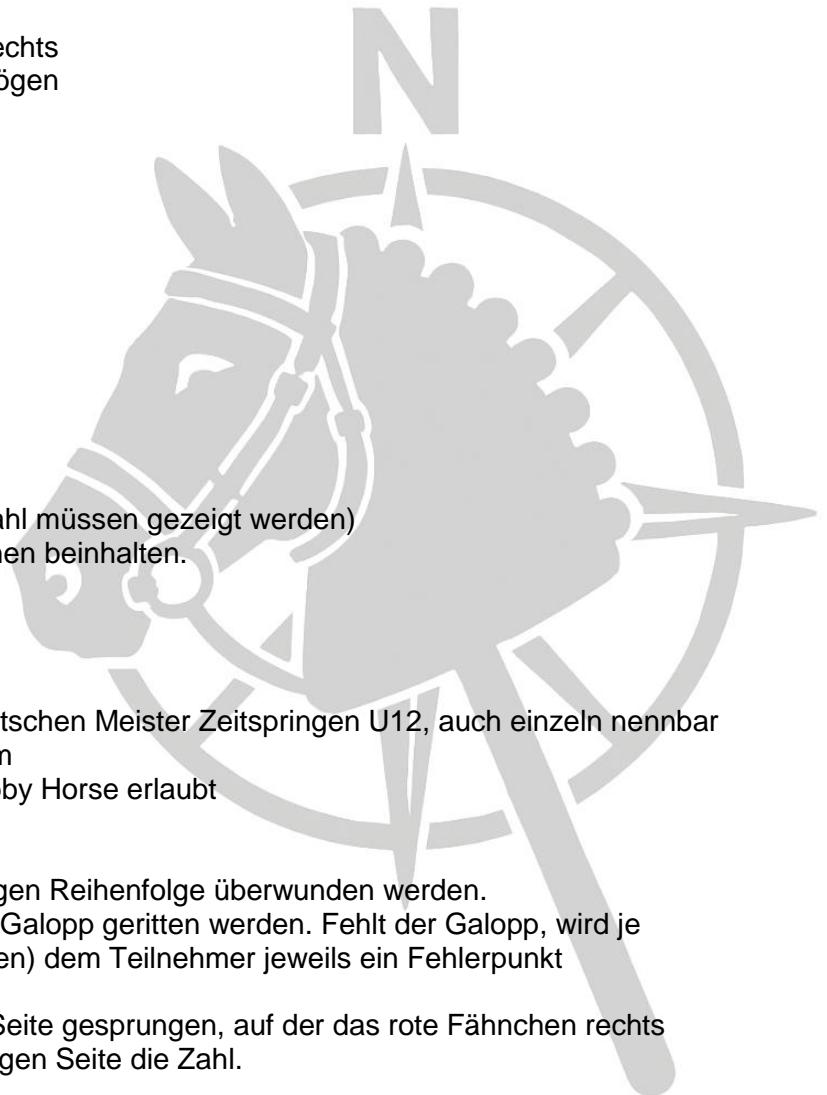 N
echts
ögen
ahl müssen gezeigt werden)
nen beinhalten.
tschen Meister Zeitspringen U12, auch einzeln nennbar
m
by Horse erlaubt
gen Reihenfolge überwunden werden.
Galopp geritten werden. Fehlt der Galopp, wird je
en) dem Teilnehmer jeweils ein Fehlerpunkt
Seite gesprungen, auf der das rote Fähnchen rechts
gen Seite die Zahl.